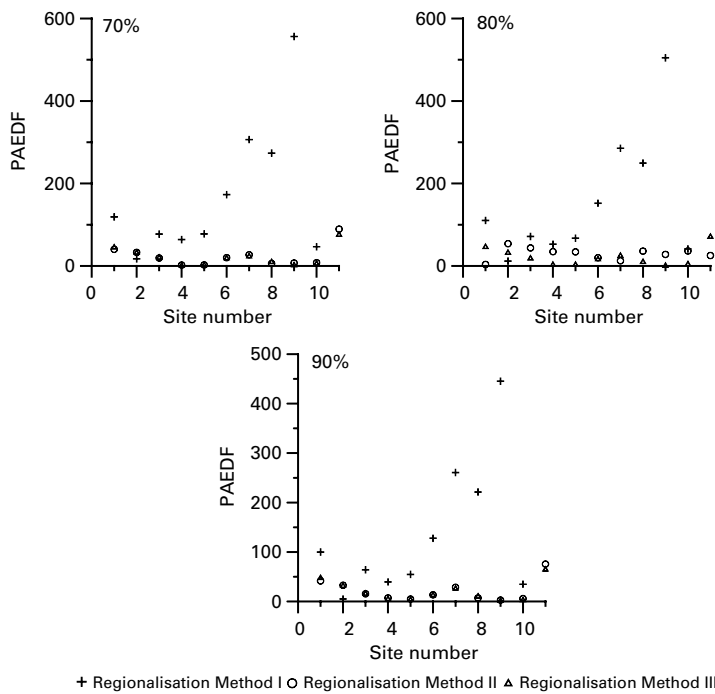 70%
600
400
200
0
PAEDF
0 2 4 6 8 10
Site number
80%
600
400
200
0
PAEDF
0 2 4 6 8 10
Site number
90%
500
400
300
200
100
0
PAEDF
0 2 4 6 8 10
Site number
+ Regionalisation Method I ○ Regionalisation Method II ▵ Regionalisation Method III